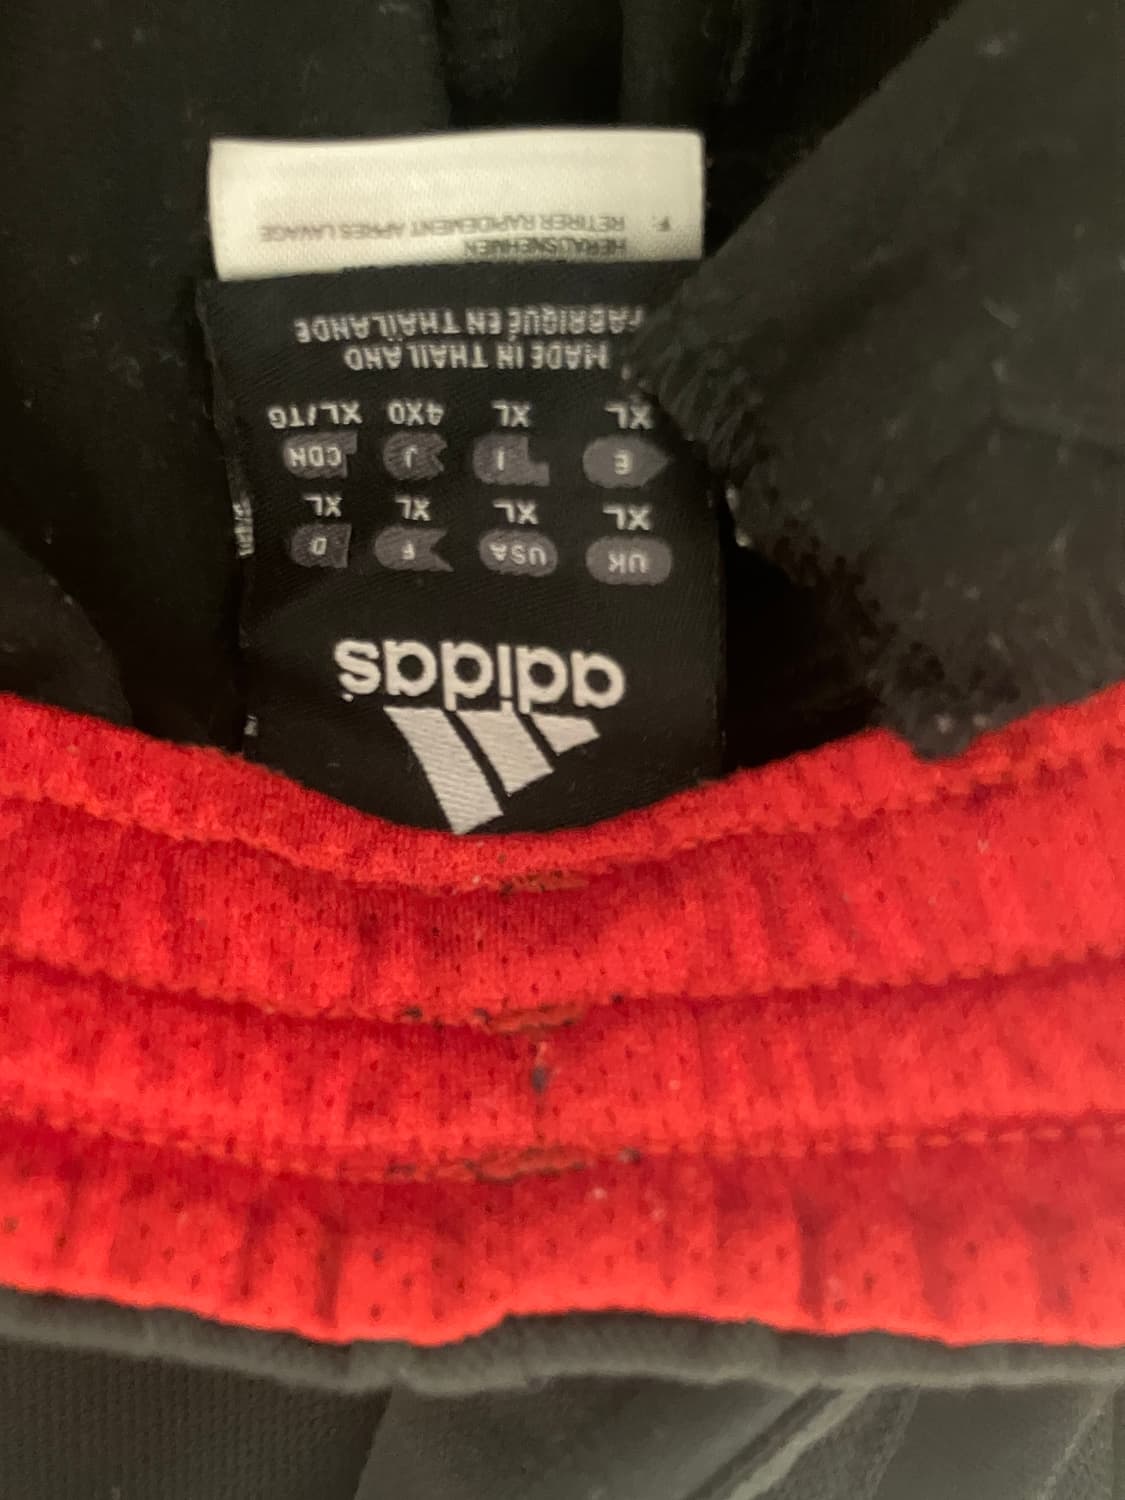 adidas
UK USA F D
XL XL XL XL
E I J CDN
XL XL 4XO XL/TG
MADE IN THAILAND
FABRIQUÉ EN THAÏLANDE
HERAUSNEHMEN
F: RETIRER RAPIDEMENT APRES LAVAGE